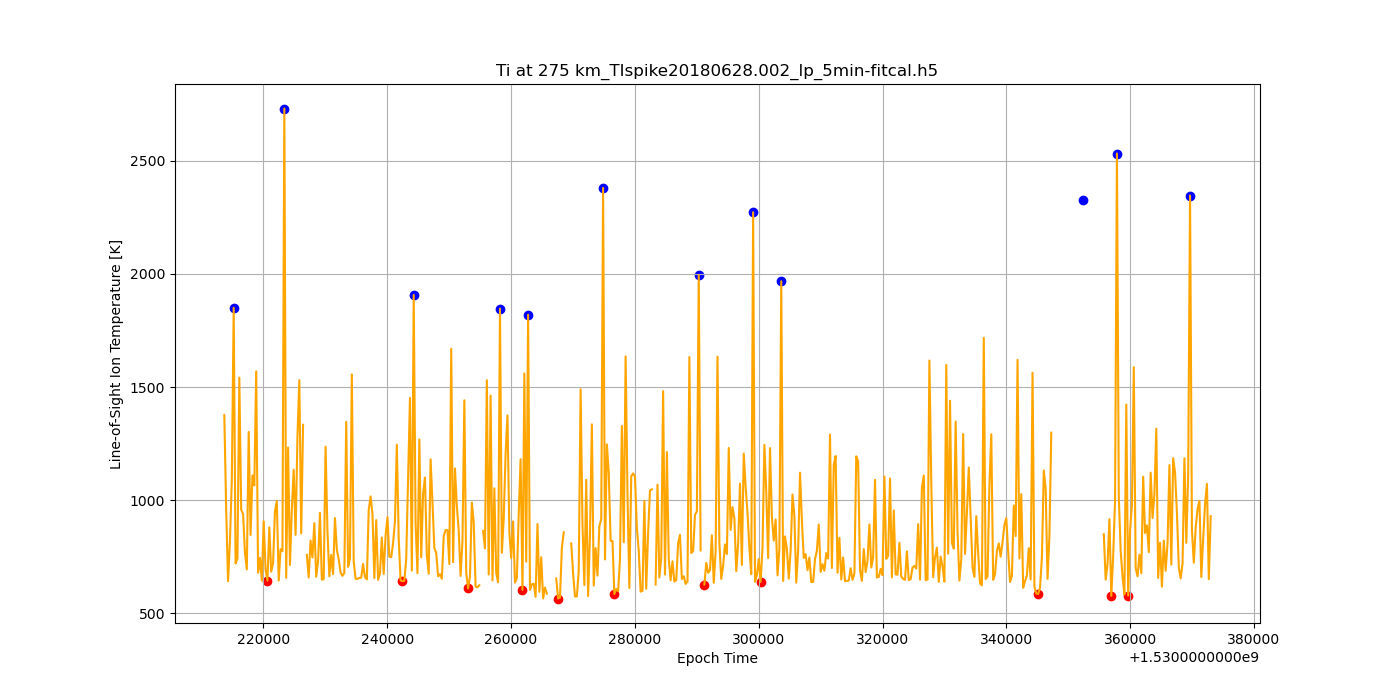 Ti at 275 km_TIspike20180628.002_lp_5min-fitcal.h5
Line-of-Sight Ion Temperature [K]
2500
2000
1500
1000
500
220000 240000 260000 280000 300000 320000 340000 360000 380000
Epoch Time
+1.5300000000e9